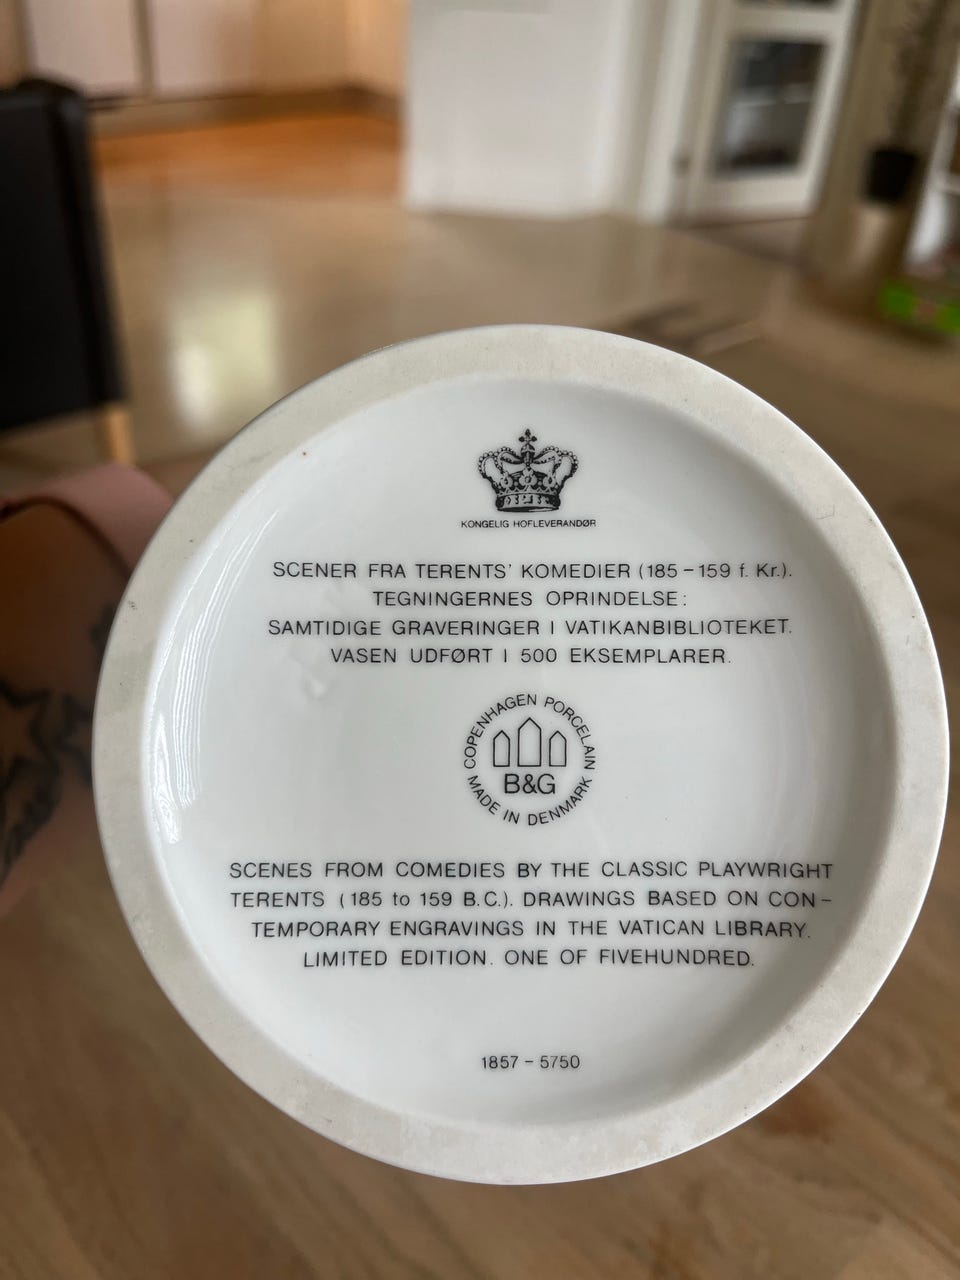 KONGELIG HOFLEVERANDØR
SCENER FRA TERENTS' KOMEDIER (185 – 159 f. Kr.).
TEGNINGERNES OPRINDELSE:
SAMTIDIGE GRAVERINGER I VATIKANBIBLIOTEKET.
VASEN UDFØRT I 500 EKSEMPLARER.
COPENHAGEN PORCELAIN
B&G
MADE IN DENMARK
SCENES FROM COMEDIES BY THE CLASSIC PLAYWRIGHT
TERENTS (185 to 159 B.C.). DRAWINGS BASED ON CON –
TEMPORARY ENGRAVINGS IN THE VATICAN LIBRARY.
LIMITED EDITION. ONE OF FIVEHUNDRED.
1857 – 5750